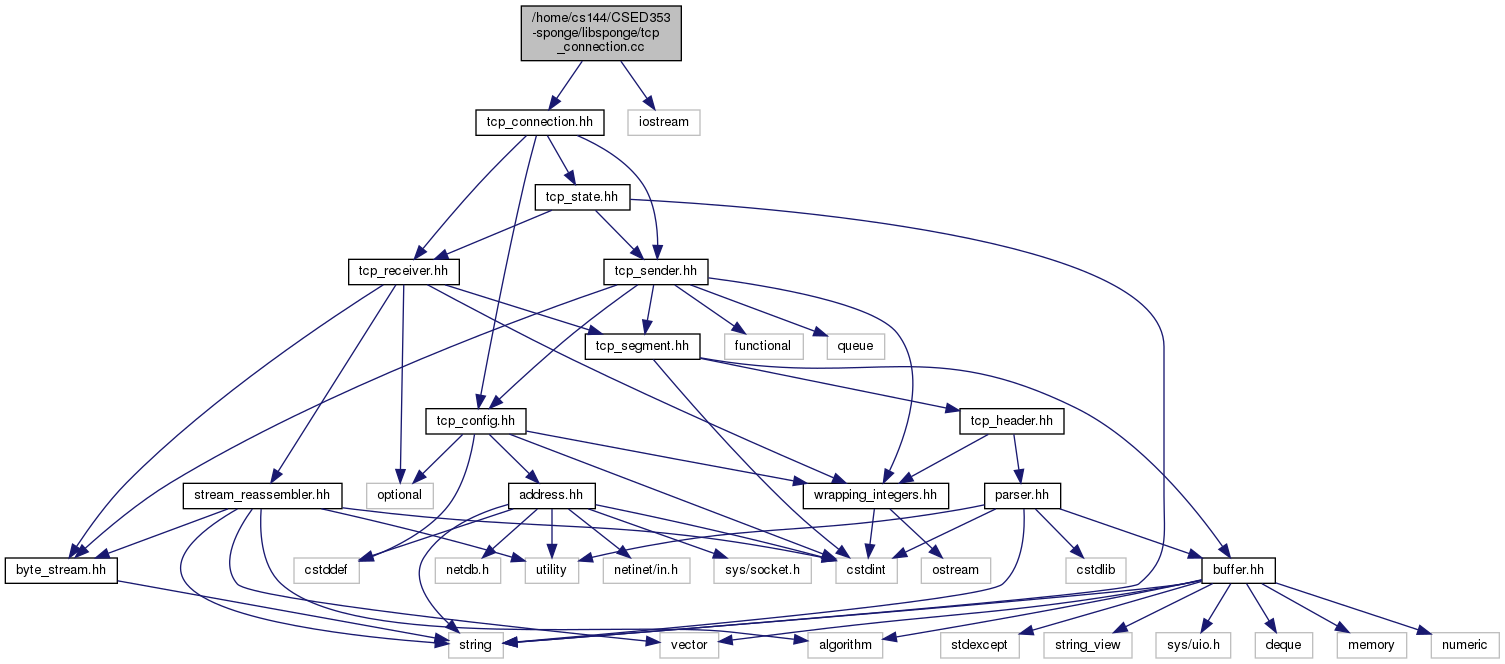 /home/cs144/CSED353
-sponge/libsponge/tcp
_connection.cc
tcp_connection.hh
iostream
tcp_state.hh
tcp_receiver.hh
tcp_sender.hh
tcp_segment.hh
functional
queue
tcp_config.hh
tcp_header.hh
stream_reassembler.hh
optional
address.hh
wrapping_integers.hh
parser.hh
byte_stream.hh
cstddef
netdb.h
utility
netinet/in.h
sys/socket.h
cstdint
ostream
cstdlib
buffer.hh
string
vector
algorithm
stdexcept
string_view
sys/uio.h
deque
memory
numeric